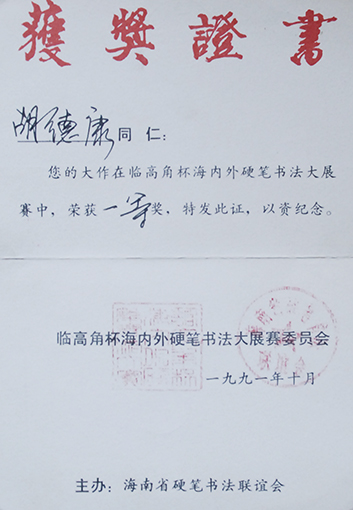 獲獎證書
胡德康同仁：
您的大作在临高角杯海内外硬笔书法大展
赛中，荣获一等奖，特发此证，以资纪念。
临高角杯海内外硬笔书法大展赛委员会
一九九一年十月
主办：海南省硬笔书法联谊会